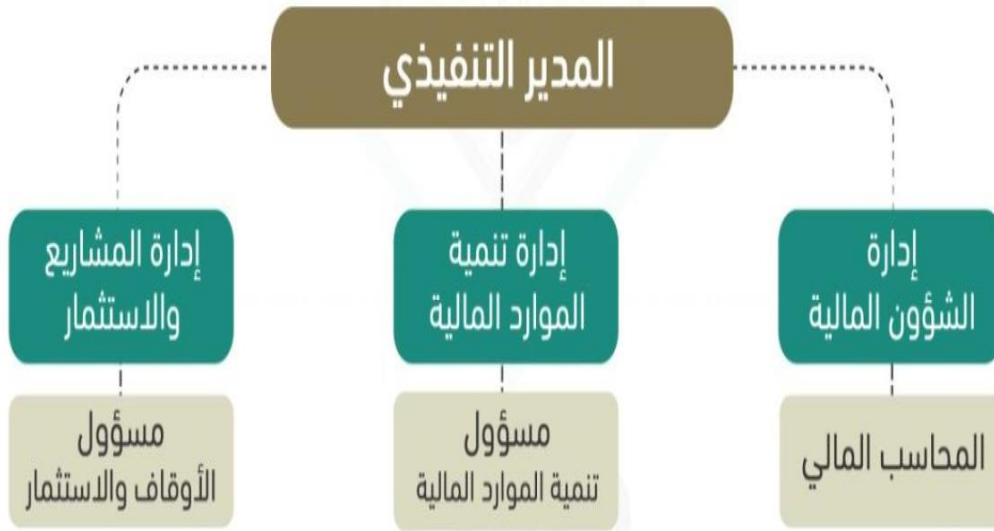 المدير التنفيذي
إدارة
الشؤون المالية
إدارة تنمية
الموارد المالية
إدارة المشاريع
والاستثمار
المحاسب المالي
مسؤول
تنمية الموارد المالية
مسؤول
الأوقاف والاستثمار